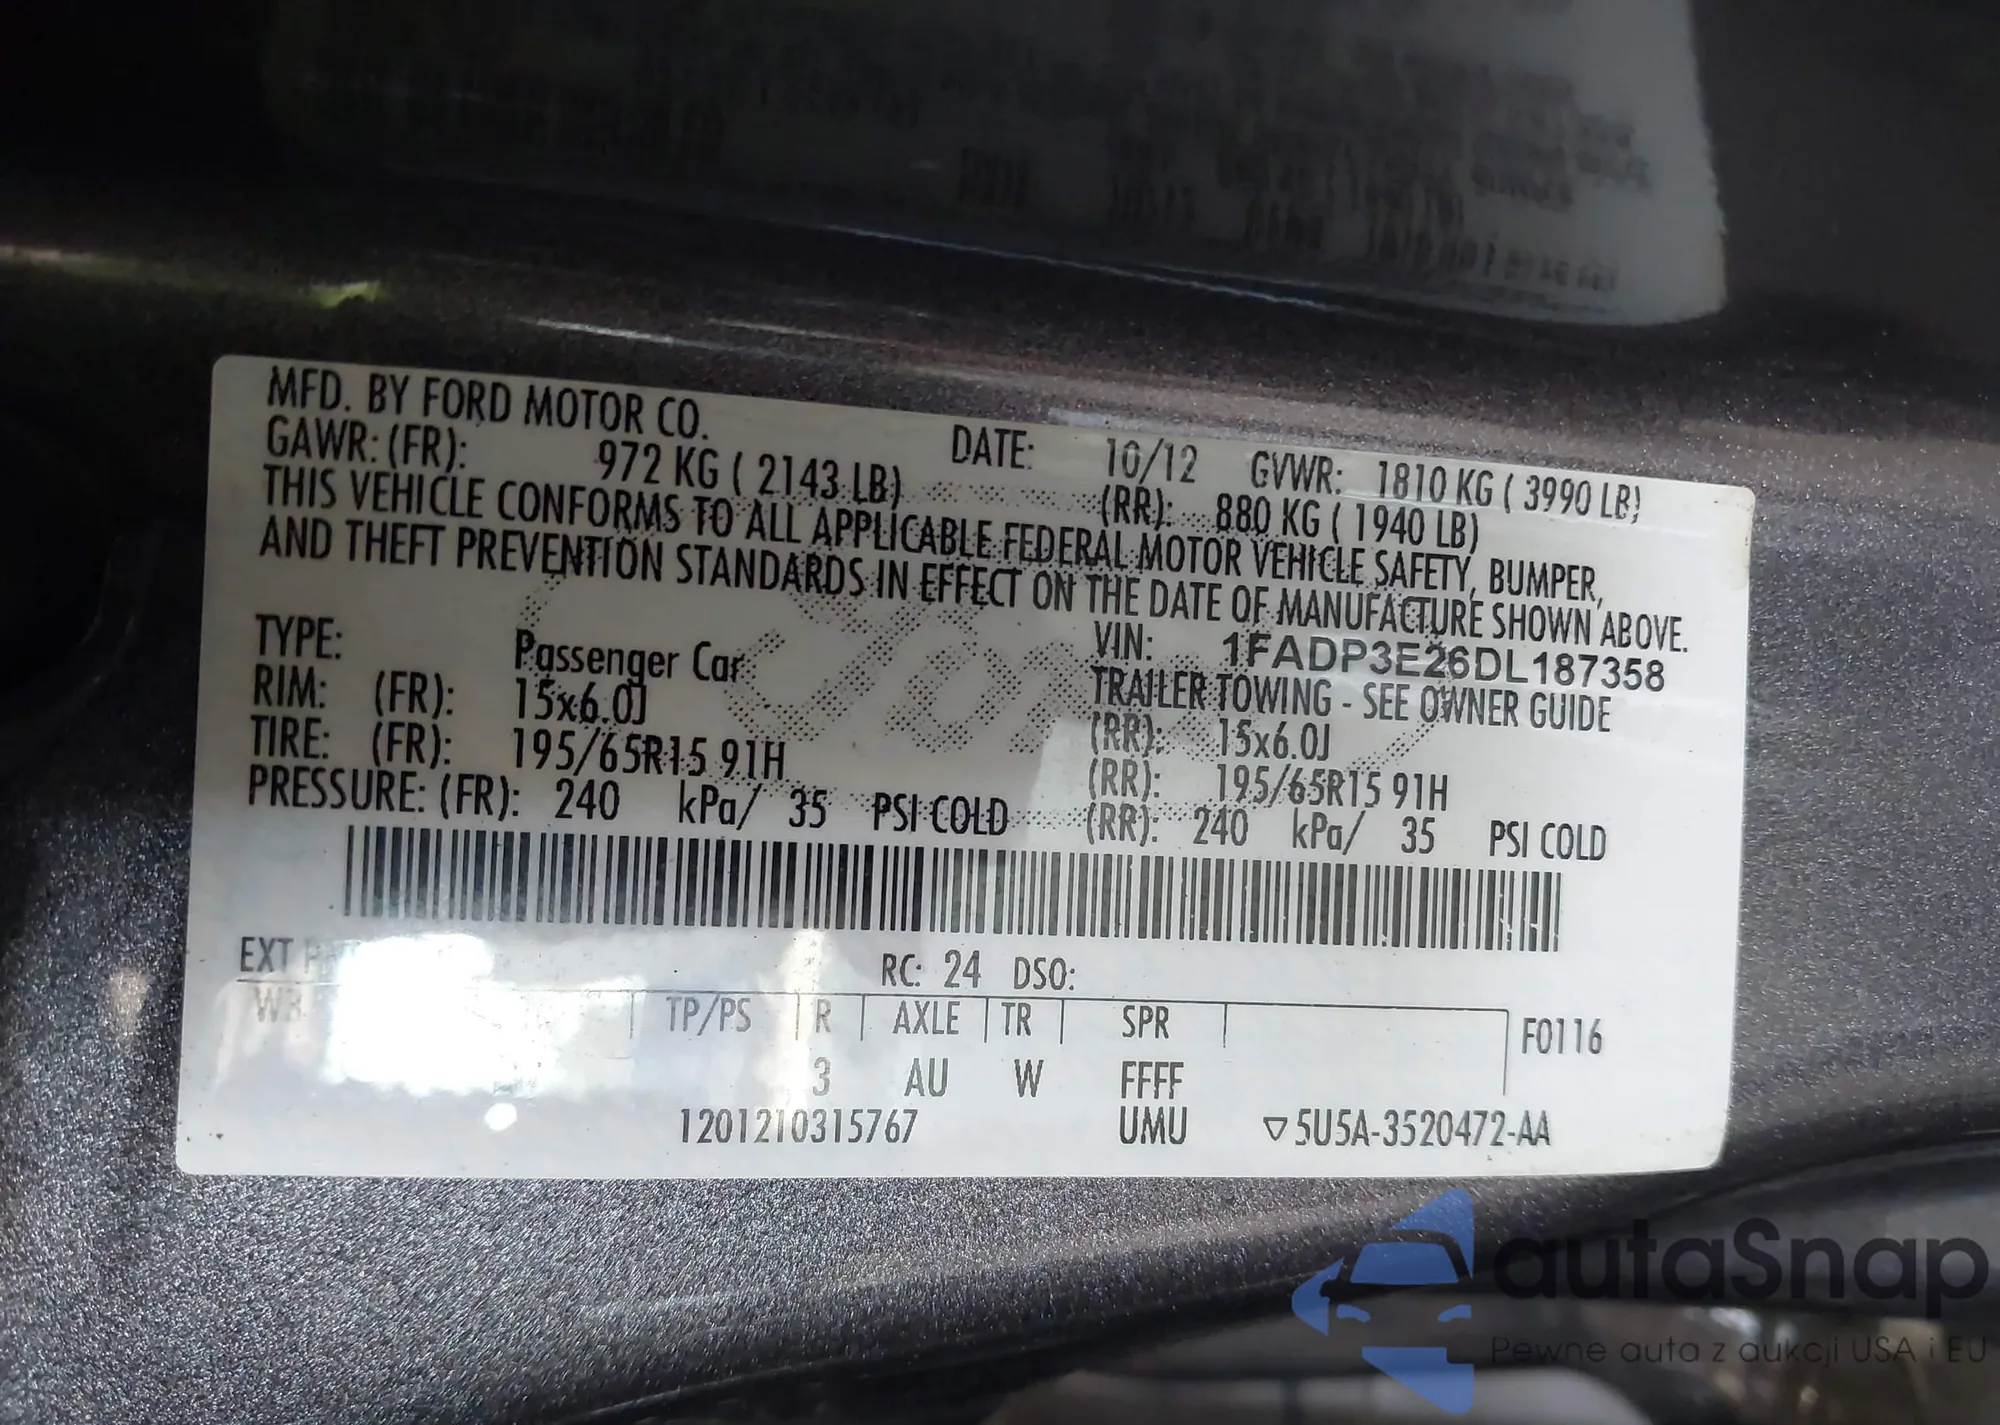 MFD. BY FORD MOTOR CO.
DATE: 10/12 GVWR: 1810 KG ( 3990 LB)
GAWR: (FR): 972 KG ( 2143 LB) (RR): 880 KG ( 1940 LB)
THIS VEHICLE CONFORMS TO ALL APPLICABLE FEDERAL MOTOR VEHICLE SAFETY, BUMPER,
AND THEFT PREVENTION STANDARDS IN EFFECT ON THE DATE OF MANUFACTURE SHOWN ABOVE.
Ford
VIN: 1FADP3E26DL187358
TYPE: Passenger Car TRAILER TOWING - SEE OWNER GUIDE
RIM: (FR): 15x6.0J (RR): 15x6.0J
TIRE: (FR): 195/65R15 91H (RR): 195/65R15 91H
PRESSURE: (FR): 240 kPa/ 35 PSI COLD (RR): 240 kPa/ 35 PSI COLD
EXT RC: 24 DSO:
TP/PS R AXLE TR SPR F0116
3 AU W FFFF
1201210315767 UMU ▽5U5A-3520472-AA
autaSnap
Pewne auta z aukcji USA i EU